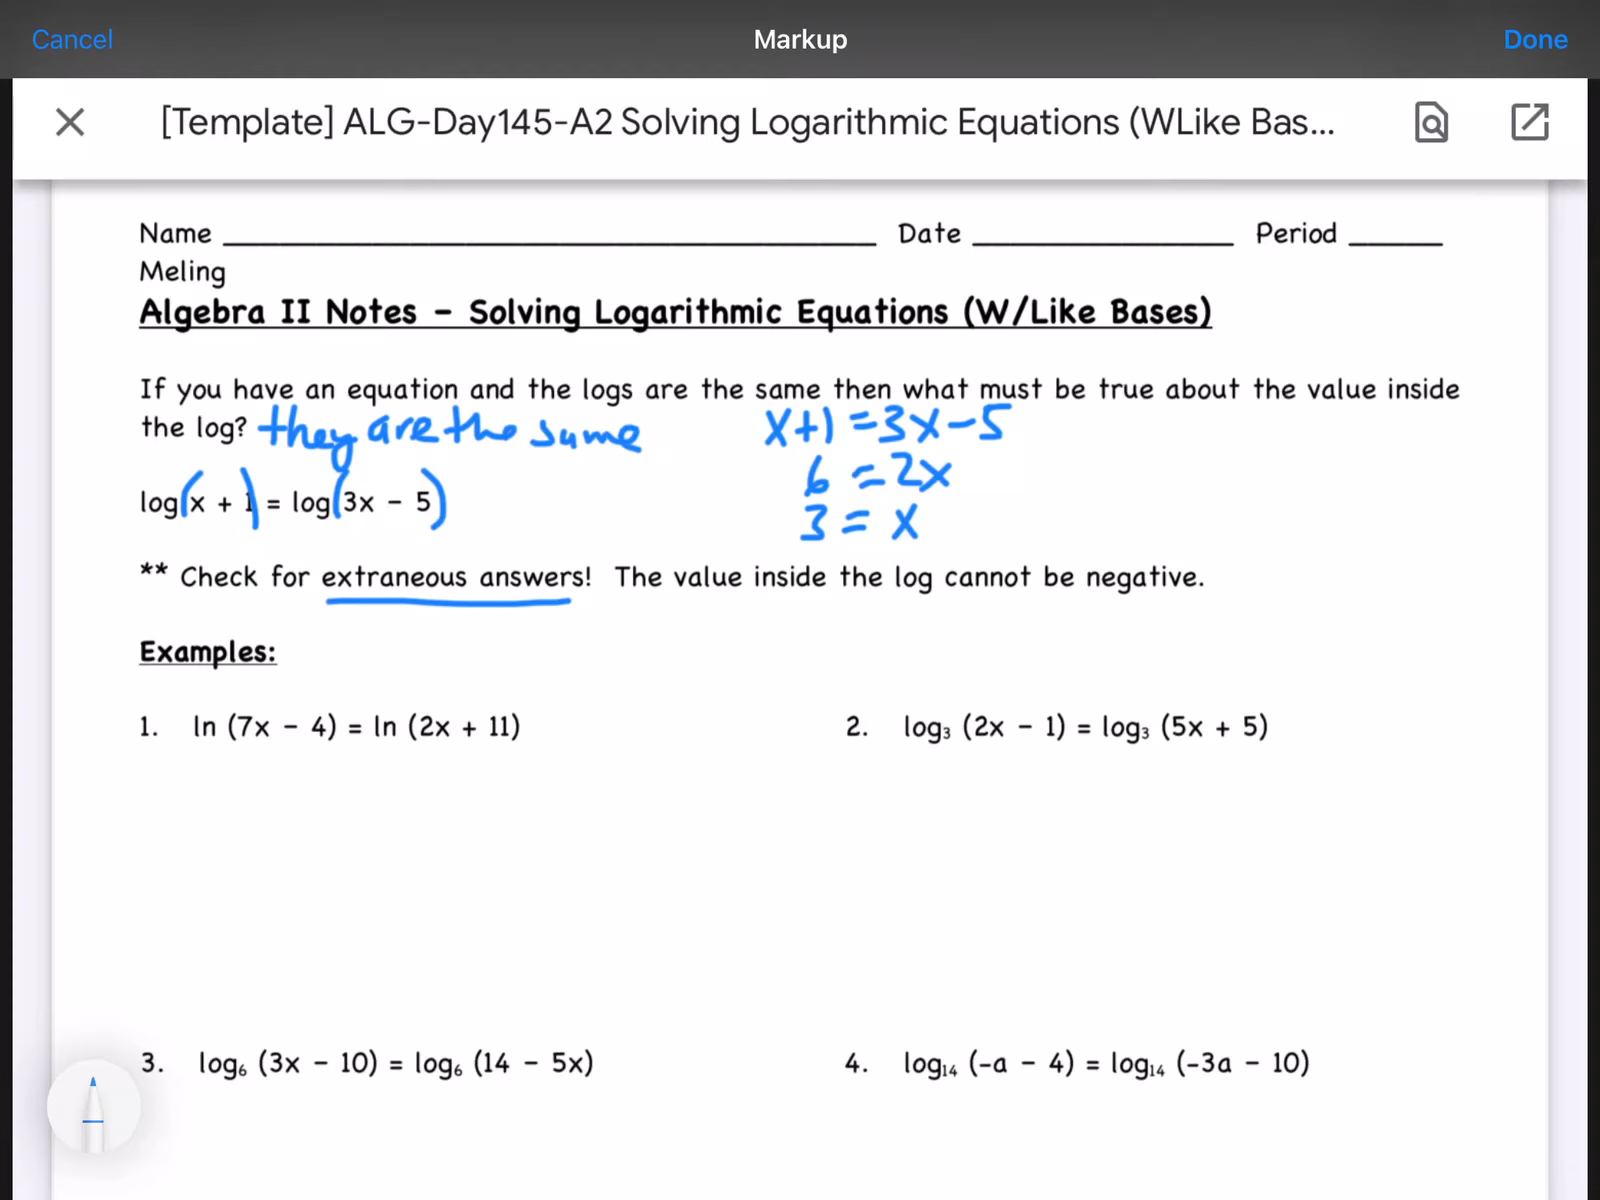 Cancel Markup Done
[Template] ALG-Day145-A2 Solving Logarithmic Equations (WLike Bas...
Name Date Period
Meling
Algebra II Notes – Solving Logarithmic Equations (W/Like Bases)
If you have an equation and the logs are the same then what must be true about the value inside
the log? they are the same
x+1 = 3x-5
6 = 2x
3 = x
log(x + 1) = log(3x – 5)
** Check for extraneous answers! The value inside the log cannot be negative.
Examples:
1. ln (7x – 4) = ln (2x + 11)
2. log₃ (2x – 1) = log₃ (5x + 5)
3. log₆ (3x – 10) = log₆ (14 – 5x)
4. log₁₄ (-a – 4) = log₁₄ (-3a – 10)